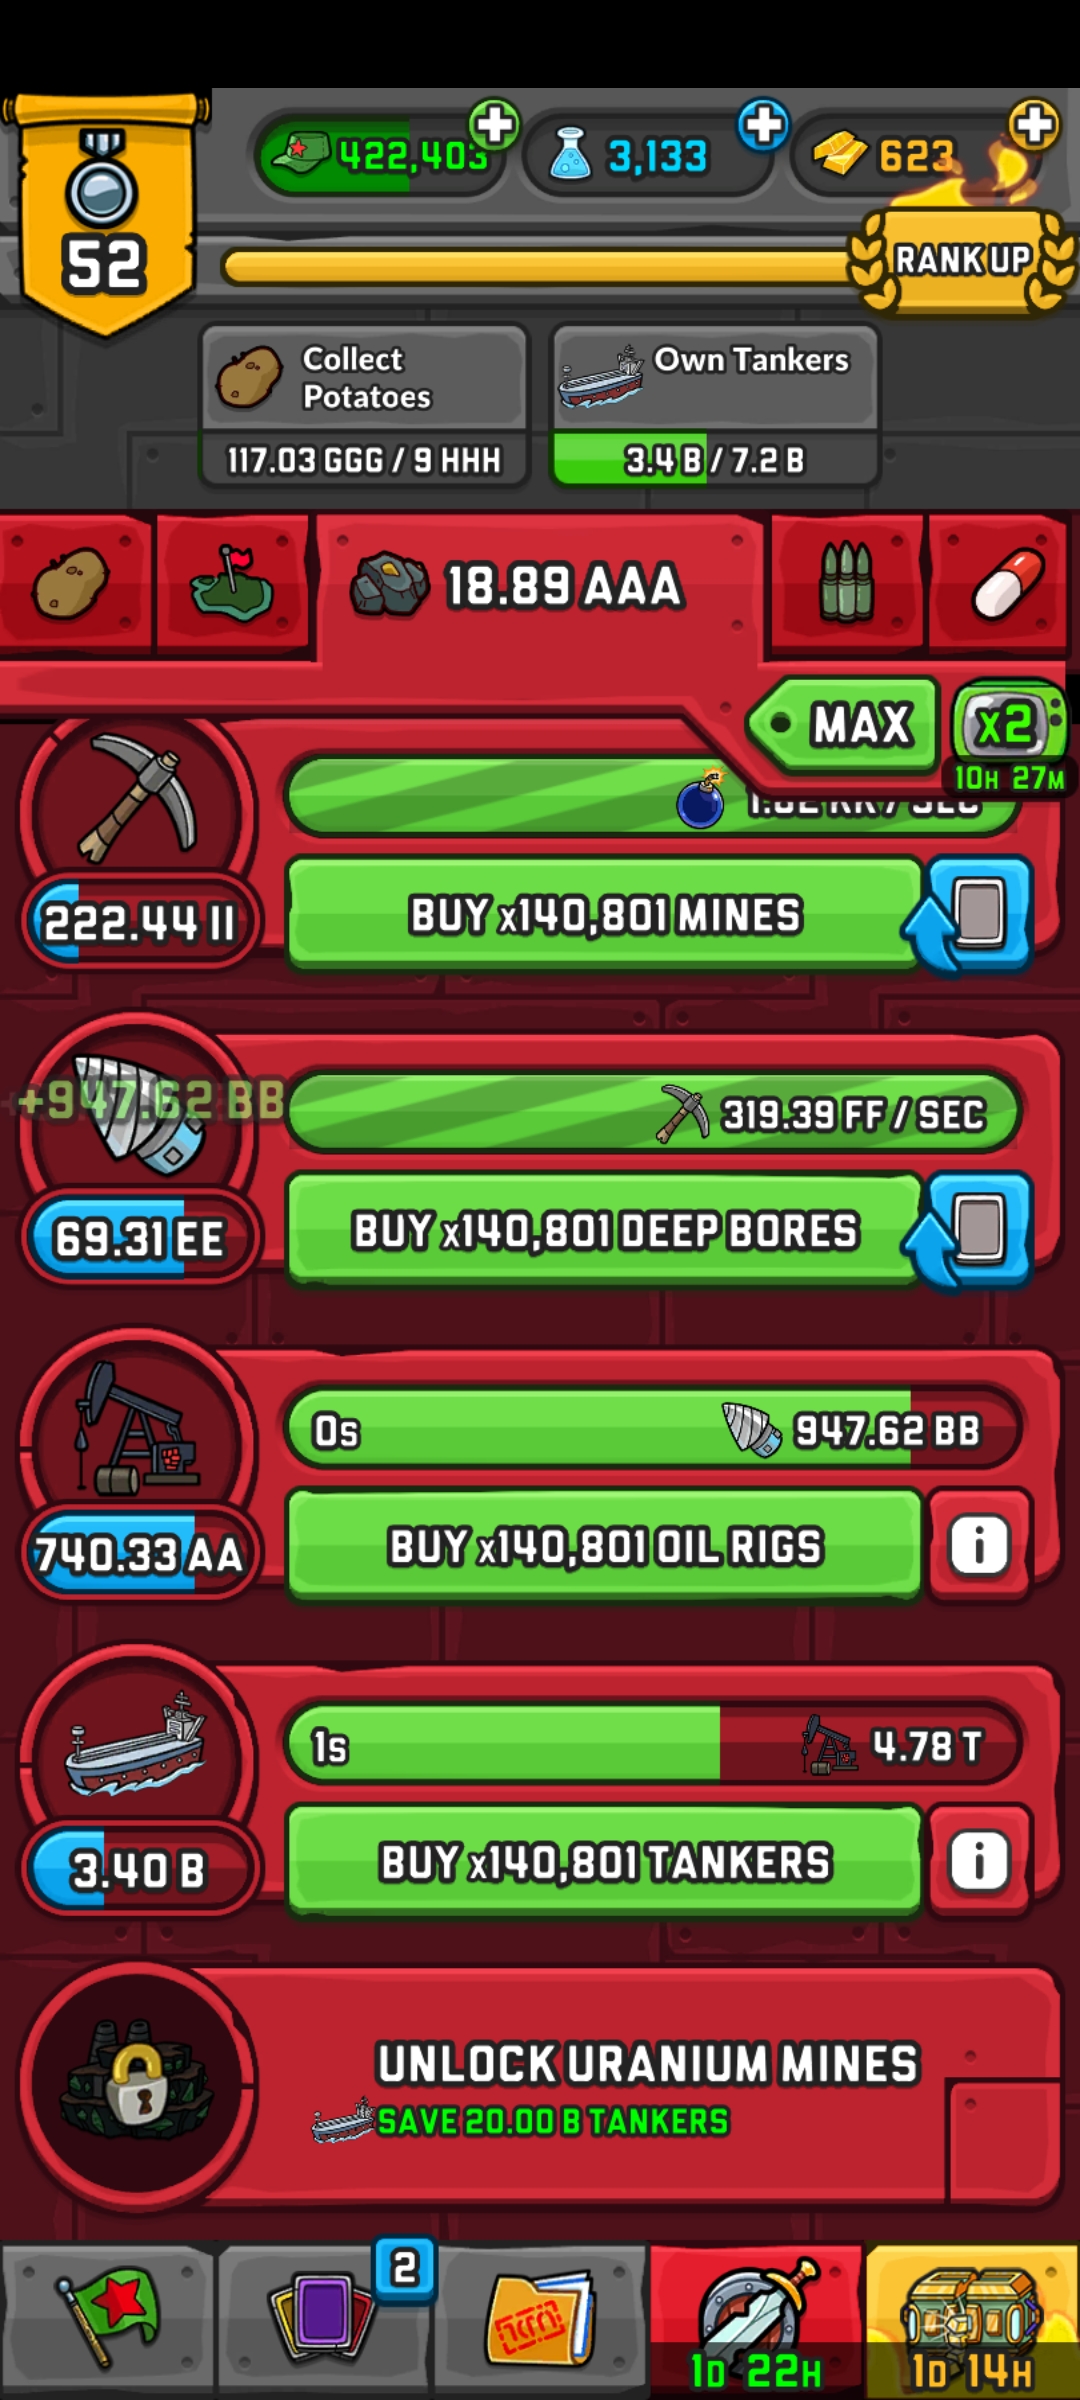 422,403
3,133
623
52
RANK UP
Collect
Potatoes
117.03 GGG / 9 HHH
Own Tankers
3.4 B / 7.2 B
18.89 AAA
MAX
x2
10H 27M
222.44 II
BUY x140,801 MINES
+947.62 BB
319.39 FF / SEC
69.31 EE
BUY x140,801 DEEP BORES
0s
947.62 BB
740.33 AA
BUY x140,801 OIL RIGS
i
1s
4.78 T
3.40 B
BUY x140,801 TANKERS
i
UNLOCK URANIUM MINES
SAVE 20.00 B TANKERS
2
1D 22H
1D 14H